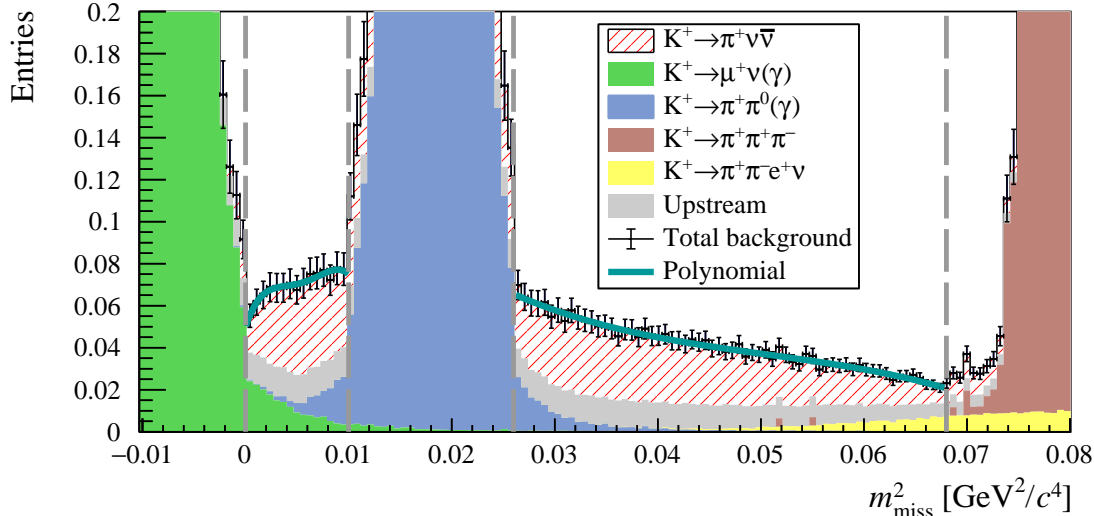 Entries
0.2
0.18
0.16
0.14
0.12
0.1
0.08
0.06
0.04
0.02
0
K⁺→π⁺νν̅
K⁺→μ⁺ν(γ)
K⁺→π⁺π⁰(γ)
K⁺→π⁺π⁺π⁻
K⁺→π⁺π⁻e⁺ν
Upstream
Total background
Polynomial
−0.01 0 0.01 0.02 0.03 0.04 0.05 0.06 0.07 0.08
m²miss [GeV²/c⁴]